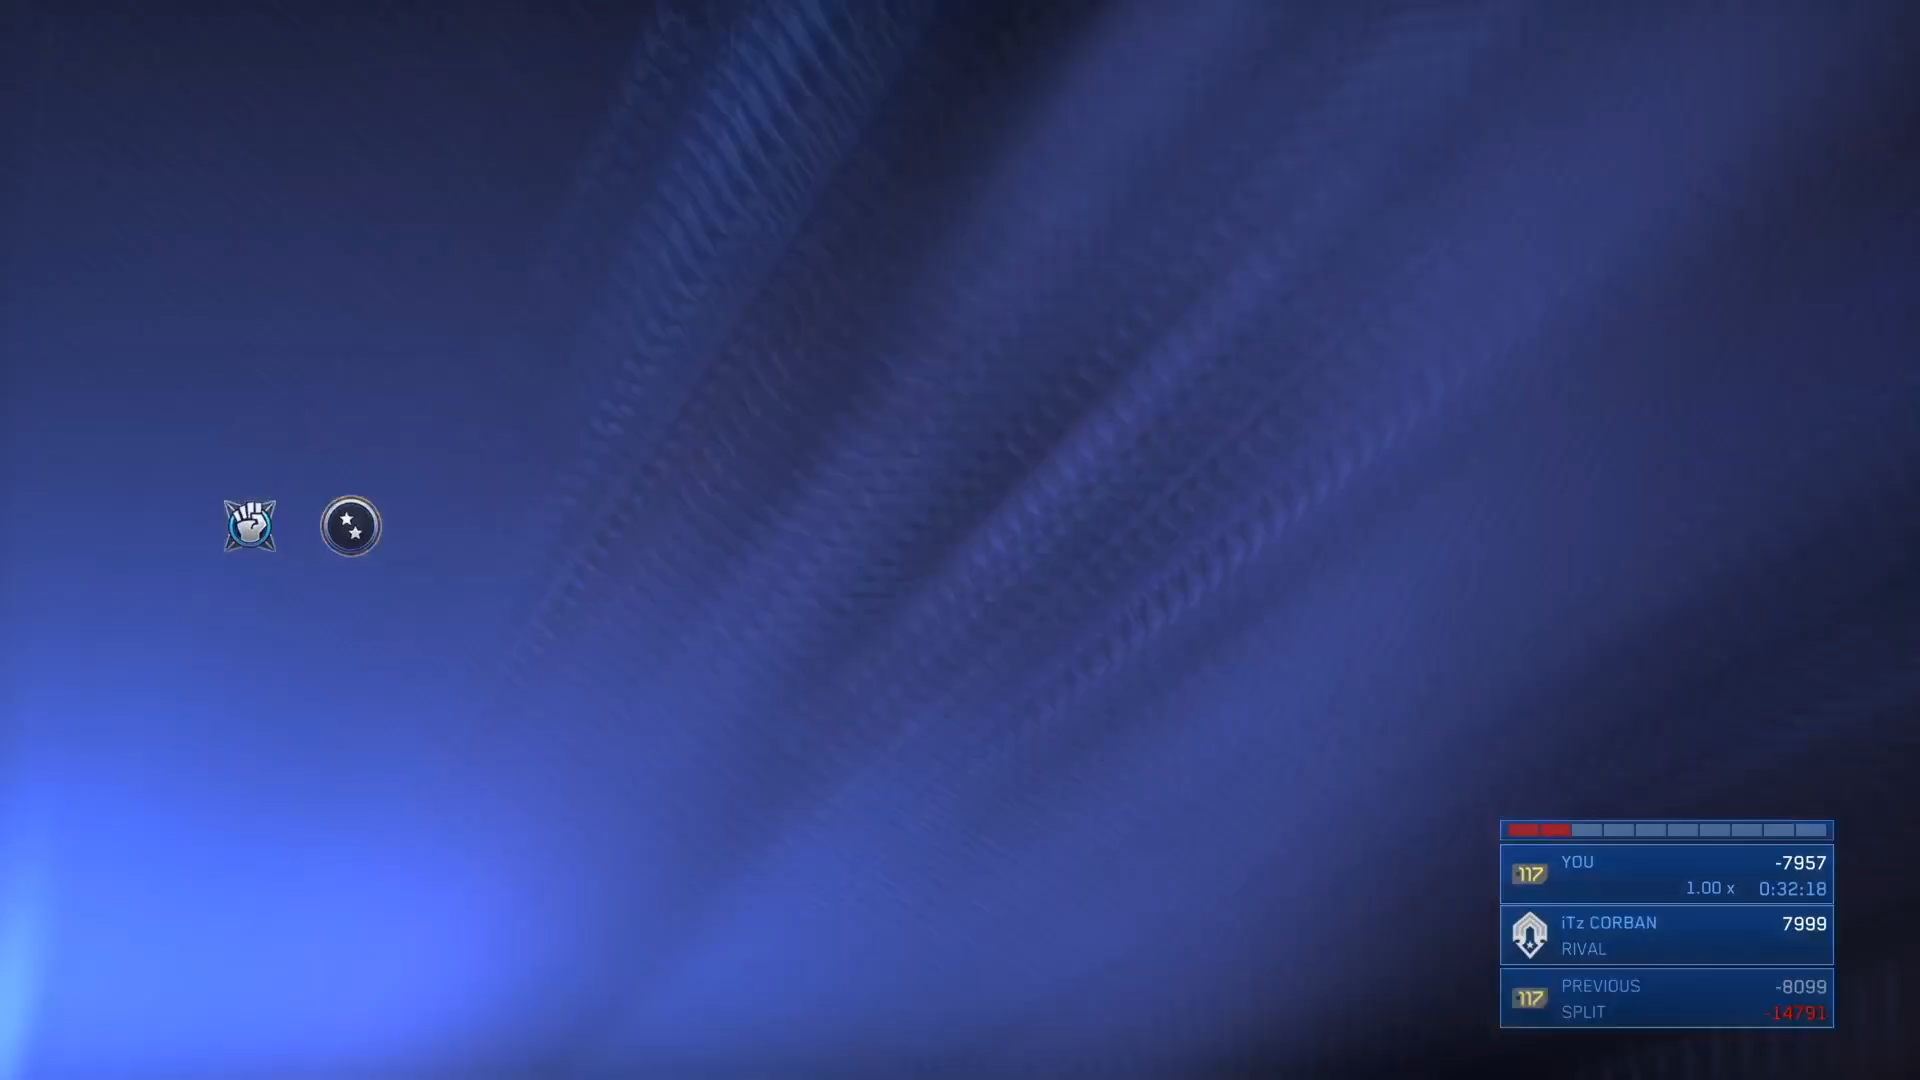 117 YOU -7957
1.00 x 0:32:18
iTz CORBAN 7999
RIVAL
117 PREVIOUS -8099
SPLIT -14791